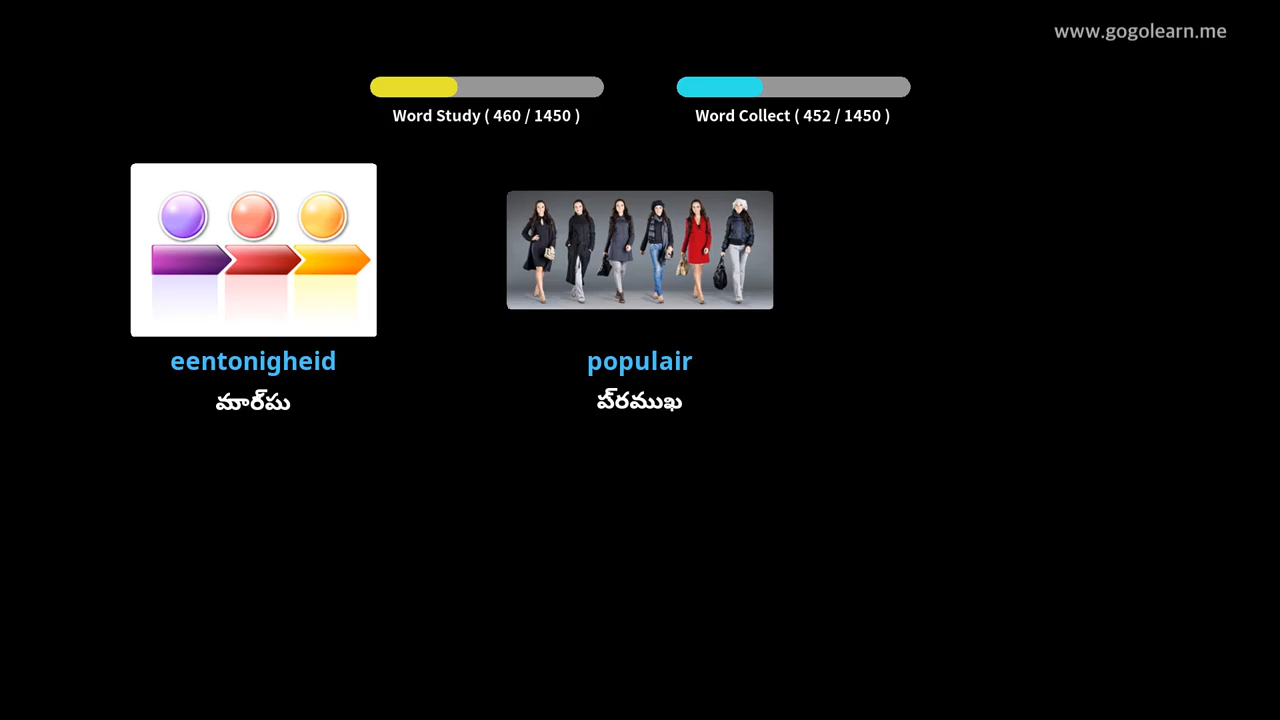 www.gogolearn.me
Word Study ( 460 / 1450 )
Word Collect ( 452 / 1450 )
eentonigheid
populair
మార్పు
ప్రముఖ